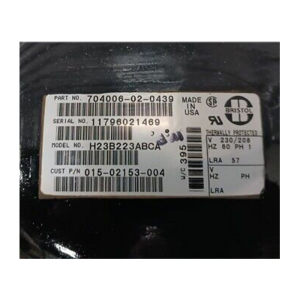 PART NO. 704006-02-0439
MADE IN
USA
BRISTOL
SERIAL NO. 11796021469
THERMALLY PROTECTED
V 230/208
HZ 60 PH 1
MODEL NO. H23B223ABCA
W/C 395
LRA 57
CUST P/N 015-02153-004
V
HZ PH
LRA